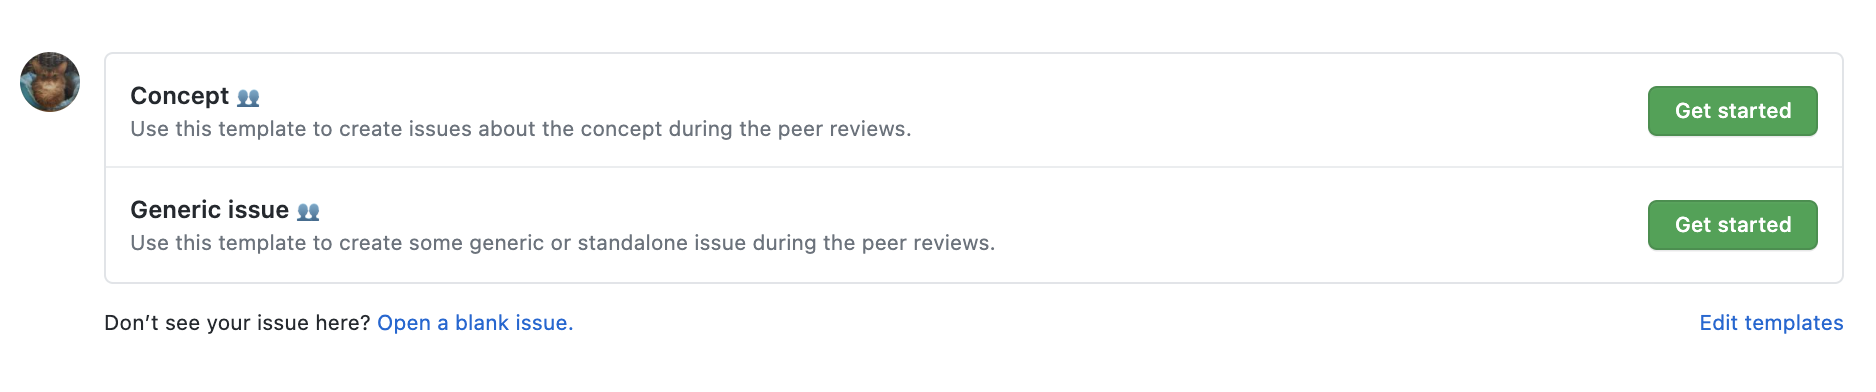 Concept 👥
Get started
Use this template to create issues about the concept during the peer reviews.
Generic issue 👥
Get started
Use this template to create some generic or standalone issue during the peer reviews.
Don’t see your issue here? Open a blank issue.
Edit templates